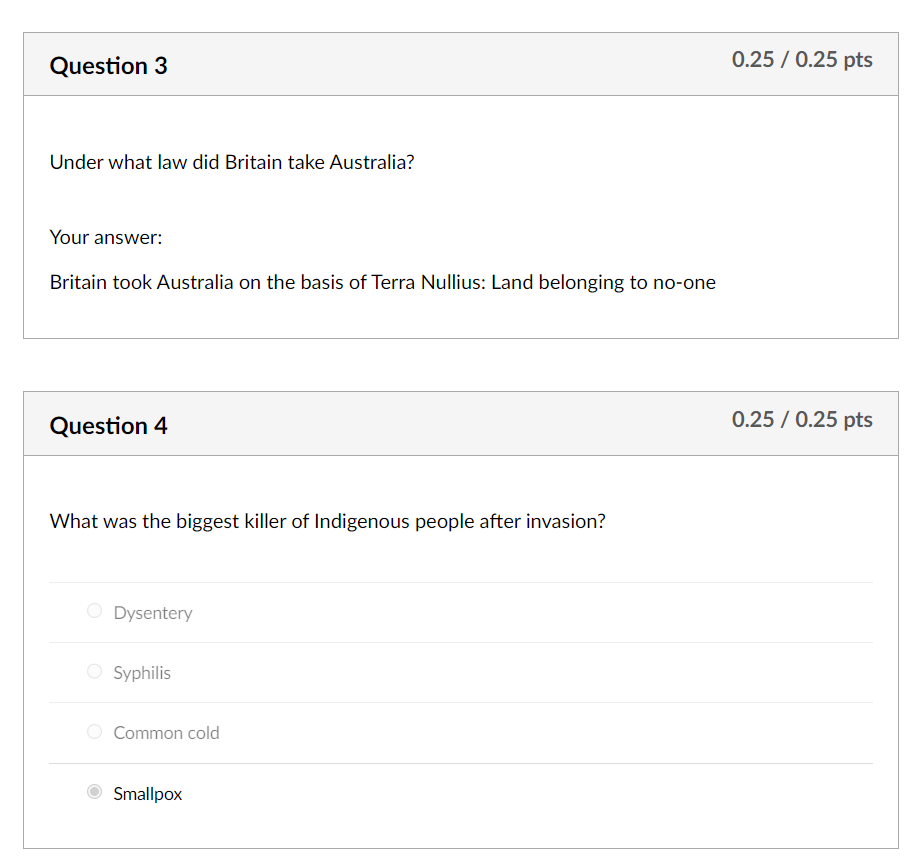 Question 3
0.25 / 0.25 pts
Under what law did Britain take Australia?
Your answer:
Britain took Australia on the basis of Terra Nullius: Land belonging to no-one
Question 4
0.25 / 0.25 pts
What was the biggest killer of Indigenous people after invasion?
Dysentery
Syphilis
Common cold
Smallpox